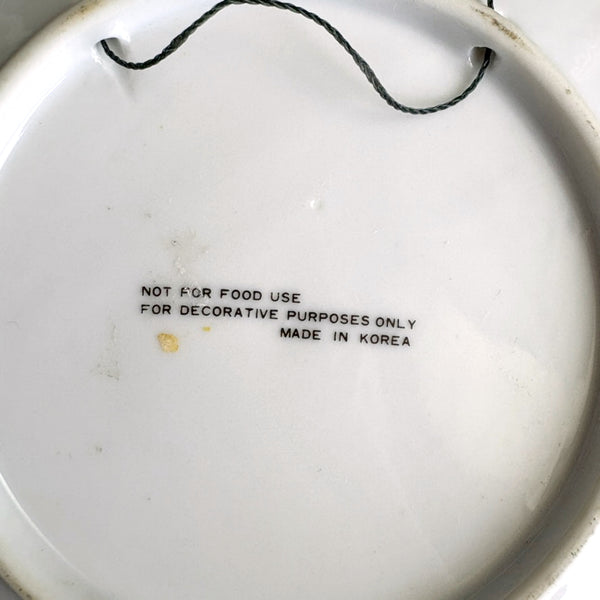 NOT FOR FOOD USE
FOR DECORATIVE PURPOSES ONLY
MADE IN KOREA